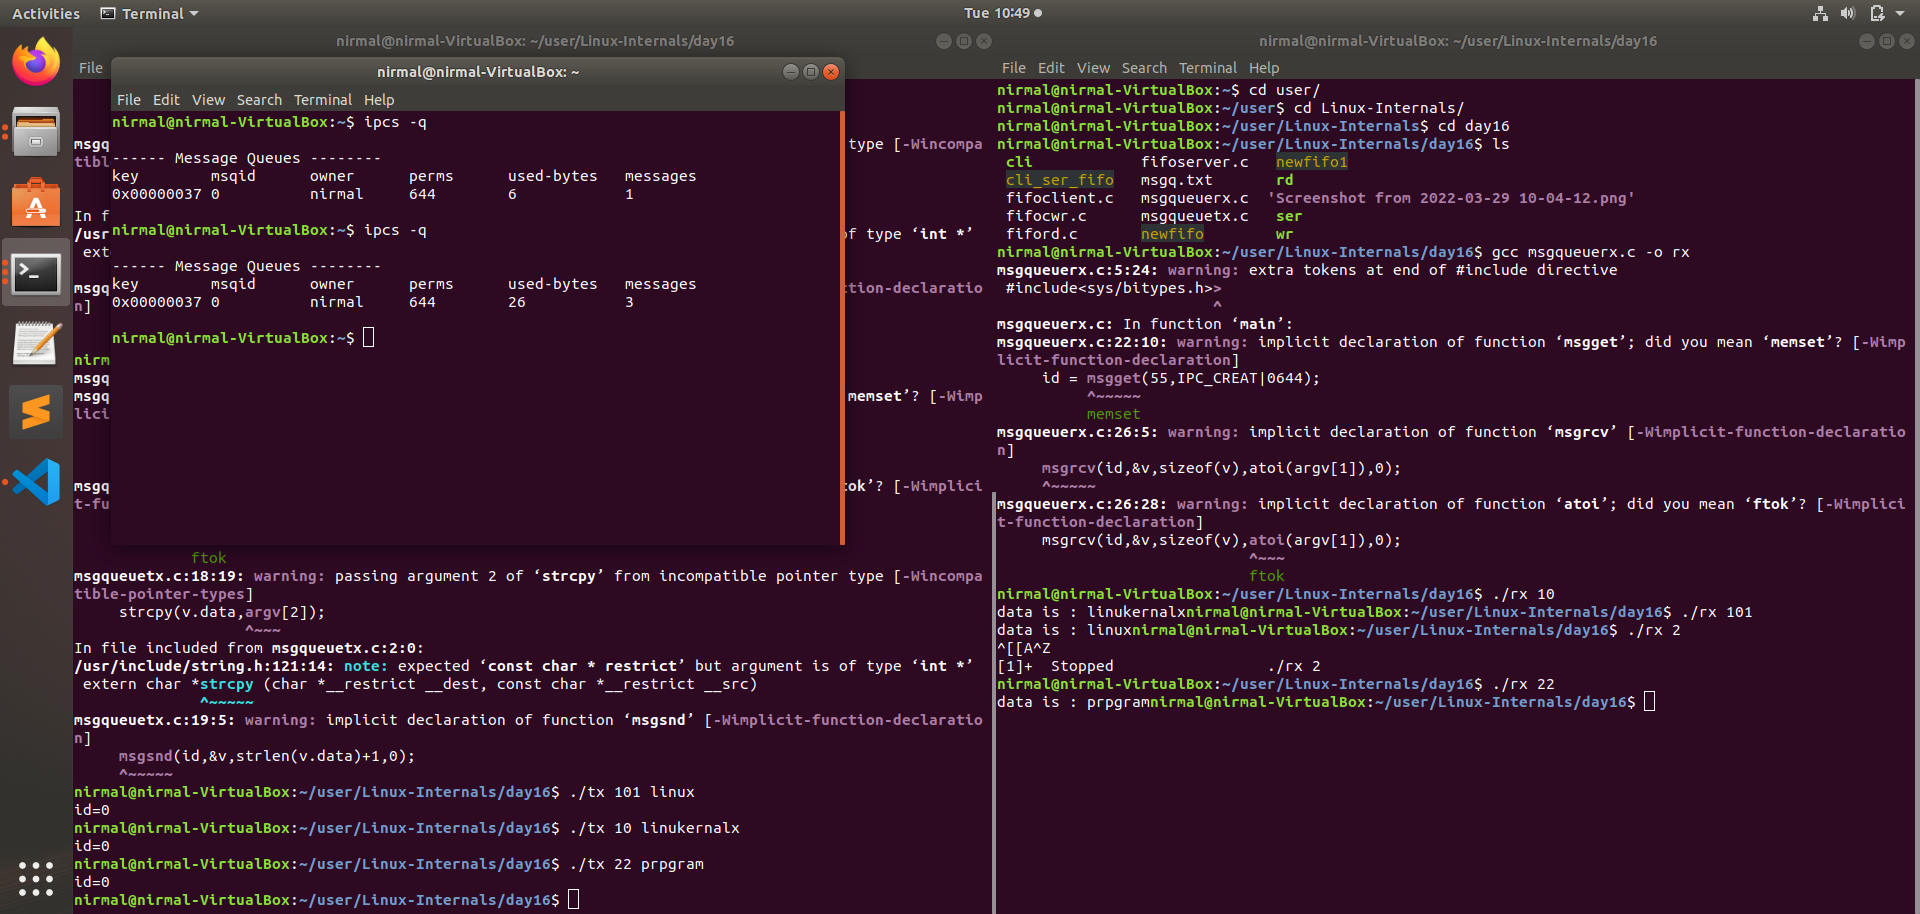 Activities Terminal Tue 10:49
nirmal@nirmal-VirtualBox: ~/user/Linux-Internals/day16
File
nirmal@nirmal-VirtualBox: ~
File Edit View Search Terminal Help
nirmal@nirmal-VirtualBox:~$ ipcs -q
------ Message Queues --------
key msqid owner perms used-bytes messages
0x00000037 0 nirmal 644 6 1
nirmal@nirmal-VirtualBox:~$ ipcs -q
------ Message Queues --------
key msqid owner perms used-bytes messages
0x00000037 0 nirmal 644 26 3
nirmal@nirmal-VirtualBox:~$
msgq type [-Wincompa
tibl
In f
/usr of type ‘int *’
ext
msgq ction-declaratio
n]
nirm
msgq
msgq memset’? [-Wimp
lici
msgq tok’? [-Wimplici
t-fu
ftok
msgqueuetx.c:18:19: warning: passing argument 2 of ‘strcpy’ from incompatible pointer type [-Wincompa
tible-pointer-types]
strcpy(v.data,argv[2]);
^~~~
In file included from msgqueuetx.c:2:0:
/usr/include/string.h:121:14: note: expected ‘const char * restrict’ but argument is of type ‘int *’
extern char *strcpy (char *__restrict __dest, const char *__restrict __src)
^~~~~~
msgqueuetx.c:19:5: warning: implicit declaration of function ‘msgsnd’ [-Wimplicit-function-declaratio
n]
msgsnd(id,&v,strlen(v.data)+1,0);
^~~~~~
nirmal@nirmal-VirtualBox:~/user/Linux-Internals/day16$ ./tx 101 linux
id=0
nirmal@nirmal-VirtualBox:~/user/Linux-Internals/day16$ ./tx 10 linukernalx
id=0
nirmal@nirmal-VirtualBox:~/user/Linux-Internals/day16$ ./tx 22 prpgram
id=0
nirmal@nirmal-VirtualBox:~/user/Linux-Internals/day16$
nirmal@nirmal-VirtualBox: ~/user/Linux-Internals/day16
File Edit View Search Terminal Help
nirmal@nirmal-VirtualBox:~$ cd user/
nirmal@nirmal-VirtualBox:~/user$ cd Linux-Internals/
nirmal@nirmal-VirtualBox:~/user/Linux-Internals$ cd day16
nirmal@nirmal-VirtualBox:~/user/Linux-Internals/day16$ ls
cli fifoserver.c newfifo1
cli_ser_fifo msgq.txt rd
fifoclient.c msgqueuerx.c 'Screenshot from 2022-03-29 10-04-12.png'
fifocwr.c msgqueuetx.c ser
fiford.c newfifo wr
nirmal@nirmal-VirtualBox:~/user/Linux-Internals/day16$ gcc msgqueuerx.c -o rx
msgqueuerx.c:5:24: warning: extra tokens at end of #include directive
#include<sys/bitypes.h>>
^
msgqueuerx.c: In function ‘main’:
msgqueuerx.c:22:10: warning: implicit declaration of function ‘msgget’; did you mean ‘memset’? [-Wimp
licit-function-declaration]
id = msgget(55,IPC_CREAT|0644);
^~~~~~
memset
msgqueuerx.c:26:5: warning: implicit declaration of function ‘msgrcv’ [-Wimplicit-function-declaratio
n]
msgrcv(id,&v,sizeof(v),atoi(argv[1]),0);
^~~~~~
msgqueuerx.c:26:28: warning: implicit declaration of function ‘atoi’; did you mean ‘ftok’? [-Wimplici
t-function-declaration]
msgrcv(id,&v,sizeof(v),atoi(argv[1]),0);
^~~~
ftok
nirmal@nirmal-VirtualBox:~/user/Linux-Internals/day16$ ./rx 10
data is : linukernalxnirmal@nirmal-VirtualBox:~/user/Linux-Internals/day16$ ./rx 101
data is : linuxnirmal@nirmal-VirtualBox:~/user/Linux-Internals/day16$ ./rx 2
^[[A^Z
[1]+ Stopped ./rx 2
nirmal@nirmal-VirtualBox:~/user/Linux-Internals/day16$ ./rx 22
data is : prpgramnirmal@nirmal-VirtualBox:~/user/Linux-Internals/day16$